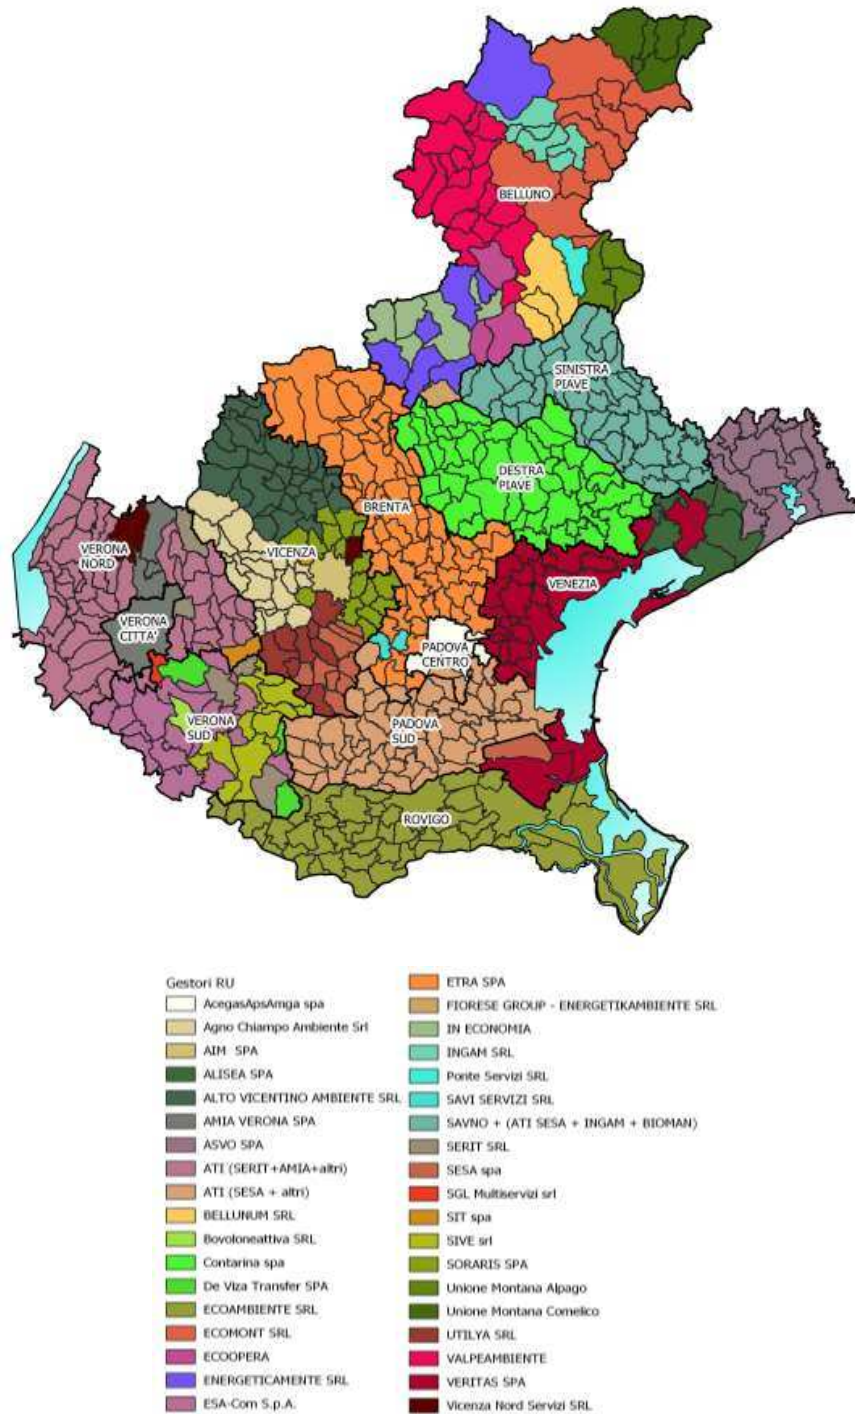 BELLUNO
SINISTRA
PIAVE
DESTRA
PIAVE
BRENTA
VICENZA
VERONA
NORD
VENEZIA
VERONA
CITTA'
PADOVA
CENTRO
VERONA
SUD
PADOVA
SUD
ROVIGO
Gestori RU
AcegasApsAmga spa
Agno Chiampo Ambiente Srl
AIM SPA
ALISEA SPA
ALTO VICENTINO AMBIENTE SRL
AMIA VERONA SPA
ASVO SPA
ATI (SERIT+AMIA+altri)
ATI (SESA + altri)
BELLUNUM SRL
Bovoloneattiva SRL
Contarina spa
De Viza Transfer SPA
ECOAMBIENTE SRL
ECOMONT SRL
ECOOPERA
ENERGETICAMENTE SRL
ESA-Com S.p.A.
ETRA SPA
FIORESE GROUP - ENERGETIKAMBIENTE SRL
IN ECONOMIA
INGAM SRL
Ponte Servizi SRL
SAVI SERVIZI SRL
SAVNO + (ATI SESA + INGAM + BIOMAN)
SERIT SRL
SESA spa
SGL Multiservizi srl
SIT spa
SIVE srl
SORARIS SPA
Unione Montana Alpago
Unione Montana Comelico
UTILYA SRL
VALPEAMBIENTE
VERITAS SPA
Vicenza Nord Servizi SRL